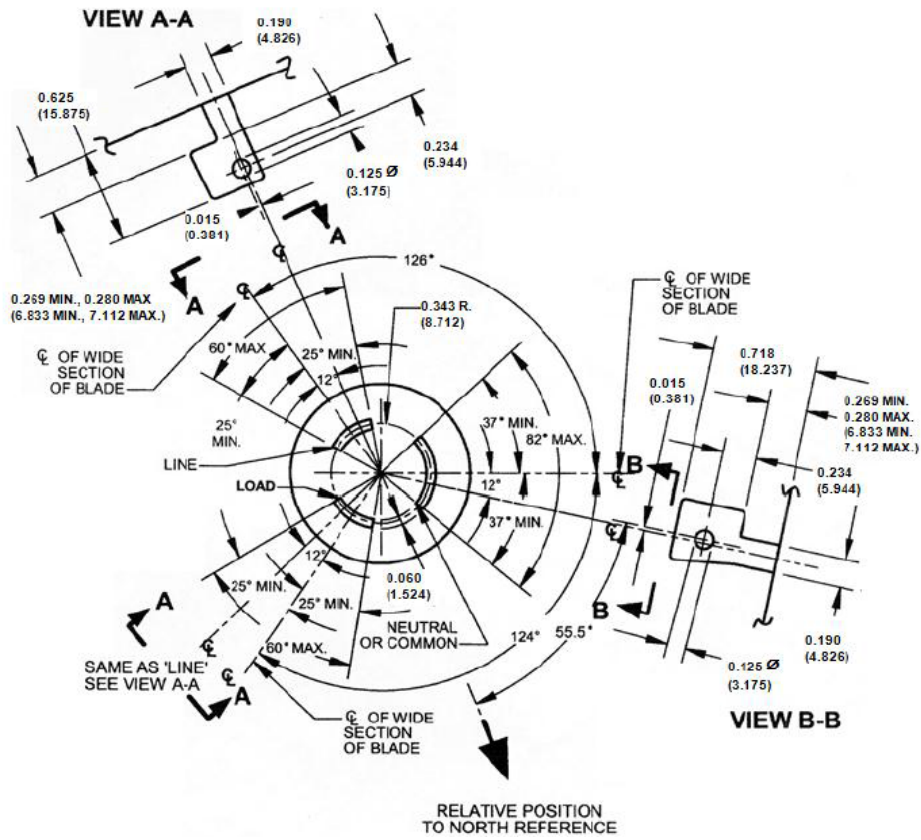 VIEW A-A
0.190
(4.826)
0.625
(15.875)
0.234
(5.944)
0.125 Ø
(3.175)
0.015
(0.381)
A
A
0.269 MIN., 0.280 MAX
(6.833 MIN., 7.112 MAX.)
℄
℄
126°
℄ OF WIDE
SECTION
OF BLADE
0.343 R.
(8.712)
60° MAX
25° MIN.
℄ OF WIDE
SECTION
OF BLADE
12°
0.718
(18.237)
0.015
(0.381)
0.269 MIN.
0.280 MAX.
(6.833 MIN.
7.112 MAX.)
25°
MIN.
37° MIN.
82° MAX.
LINE
B
℄
0.234
(5.944)
LOAD
12°
37° MIN.
℄
12°
0.060
(1.524)
25° MIN.
25° MIN.
B
A
NEUTRAL
OR COMMON
124°
55.5°
0.190
(4.826)
60° MAX.
℄
SAME AS 'LINE'
SEE VIEW A-A
℄
A
0.125 Ø
(3.175)
℄ OF WIDE
SECTION
OF BLADE
VIEW B-B
RELATIVE POSITION
TO NORTH REFERENCE